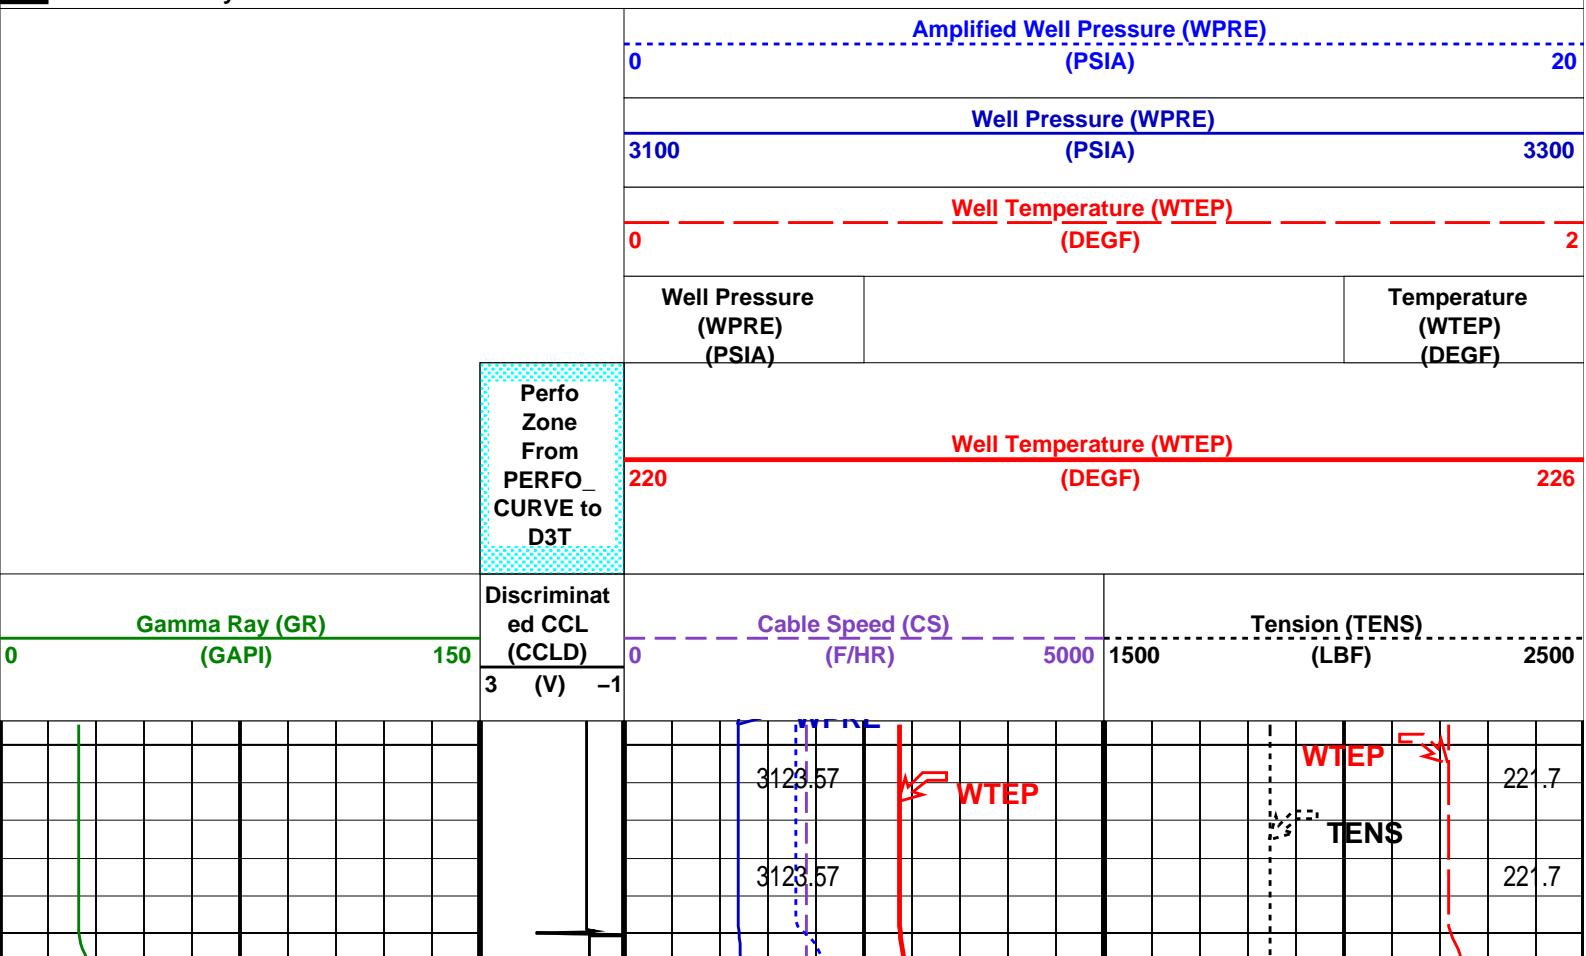 Amplified Well Pressure (WPRE)
0 (PSIA) 20
Well Pressure (WPRE)
3100 (PSIA) 3300
Well Temperature (WTEP)
0 (DEGF) 2
Well Pressure
(WPRE)
(PSIA)
Temperature
(WTEP)
(DEGF)
Perfo
Zone
From
PERFO_
CURVE to
D3T
Well Temperature (WTEP)
220 (DEGF) 226
Gamma Ray (GR)
0 (GAPI) 150
Discriminat
ed CCL
(CCLD)
3 (V) −1
Cable Speed (CS)
0 (F/HR) 5000
Tension (TENS)
1500 (LBF) 2500
WPRE
WTEP
3123.57
221.7
WTEP
TENS
3123.57
221.7